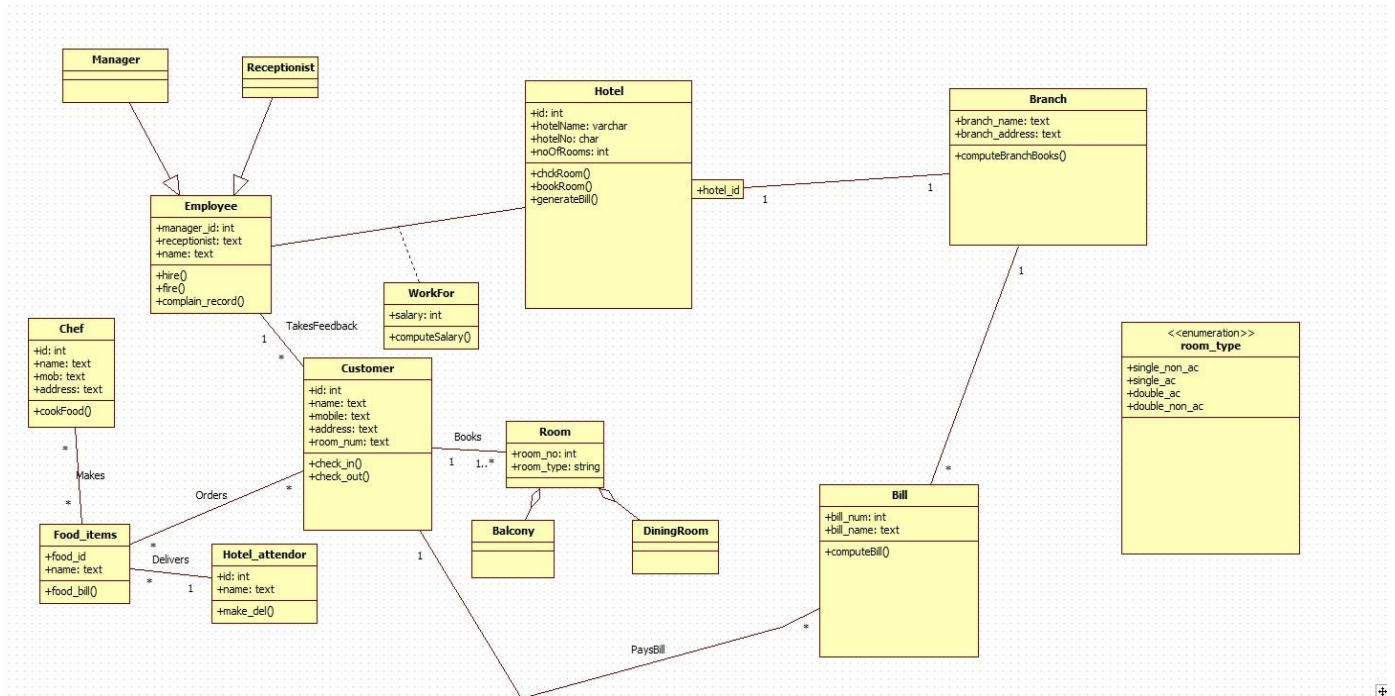 Manager
Receptionist
Hotel
+id: int
+hotelName: varchar
+hotelNo: char
+noOfRooms: int
+chckRoom()
+bookRoom()
+generateBill()
+hotel_id
1
1
Branch
+branch_name: text
+branch_address: text
+computeBranchBooks()
1
Employee
+manager_id: int
+receptionist: text
+name: text
+hire()
+fire()
+complain_record()
WorkFor
+salary: int
+computeSalary()
1
TakesFeedback
*
Chef
+id: int
+name: text
+mob: text
+address: text
+cookFood()
*
Makes
*
Customer
+id: int
+name: text
+mobile: text
+address: text
+room_num: text
+check_in()
+check_out()
Books
1
1..*
Room
+room_no: int
+room_type: string
Balcony
DiningRoom
<<enumeration>>
room_type
+single_non_ac
+single_ac
+double_ac
+double_non_ac
Orders
*
*
Food_items
+food_id
+name: text
+food_bill()
Delivers
*
1
Hotel_attendor
+id: int
+name: text
+make_del()
1
*
Bill
+bill_num: int
+bill_name: text
+computeBill()
PaysBill
*